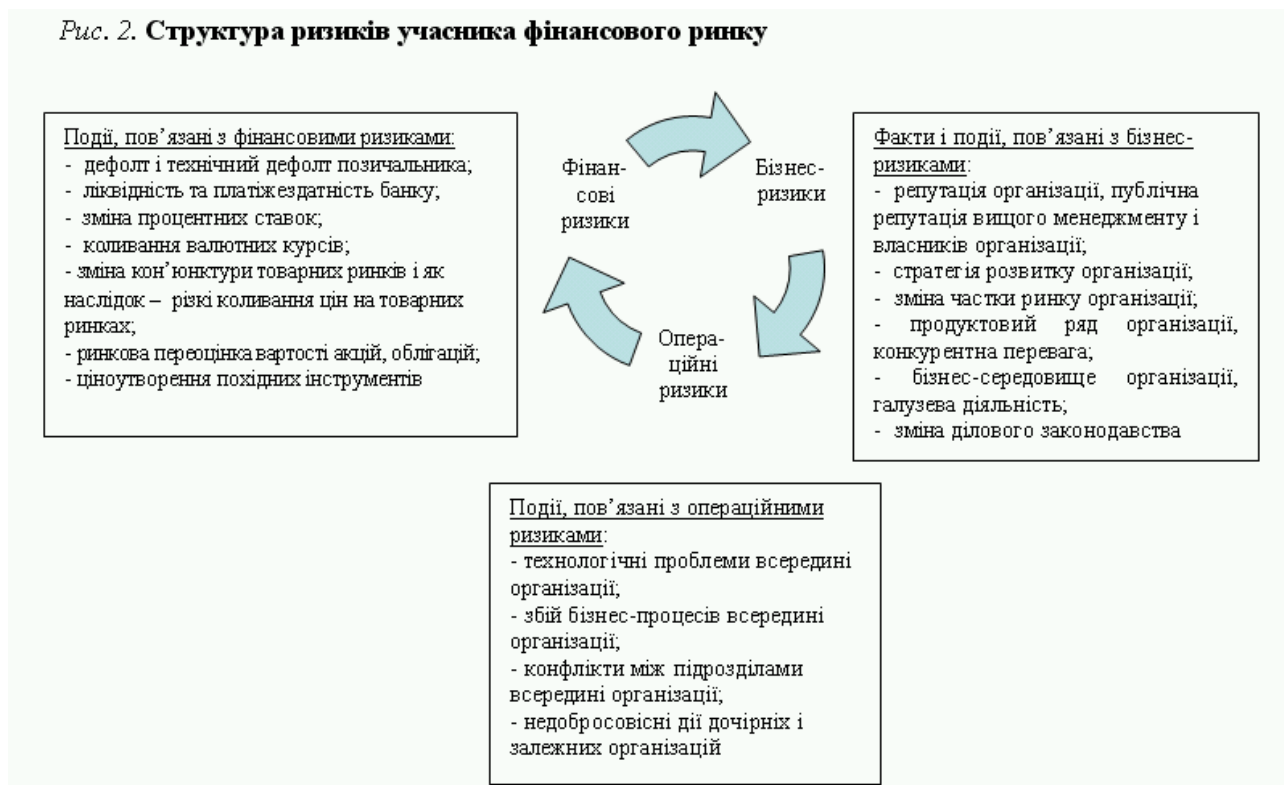 Рис. 2. Структура ризиків учасника фінансового ринку
Події, пов’язані з фінансовими ризиками:
- дефолт і технічний дефолт позичальника;
- ліквідність та платіжездатність банку;
- зміна процентних ставок;
- коливання валютних курсів;
- зміна кон’юнктури товарних ринків і як
наслідок – різкі коливання цін на товарних
ринках;
- ринкова переоцінка вартості акцій, облігацій;
- ціноутворення похідних інструментів
Фінан-
сові
ризики
Бізнес-
ризики
Опера-
ційні
ризики
Факти і події, пов’язані з бізнес-
ризиками:
- репутація організації, публічна
репутація вищого менеджменту і
власників організації;
- стратегія розвитку організації;
- зміна частки ринку організації;
- продуктовий ряд організації,
конкурентна перевага;
- бізнес-середовище організації,
галузева діяльність;
- зміна ділового законодавства
Події, пов’язані з операційними
ризиками:
- технологічні проблеми всередині
організації;
- збій бізнес-процесів всередині
організації;
- конфлікти між підрозділами
всередині організації;
- недобросовісні дії дочірніх і
залежних організацій